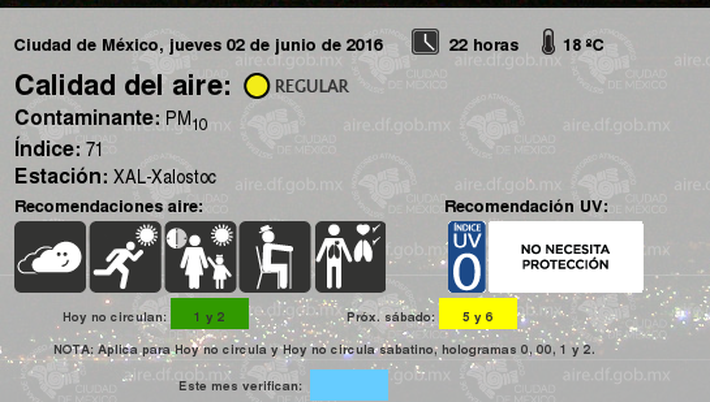 Ciudad de México, jueves 02 de junio de 2016 22 horas 18 ºC
Calidad del aire: REGULAR
Contaminante: PM10
Índice: 71
Estación: XAL-Xalostoc
Recomendaciones aire: Recomendación UV:
ÍNDICE
UV
0
NO NECESITA
PROTECCIÓN
Hoy no circulan: 1 y 2 Próx. sábado: 5 y 6
NOTA: Aplica para Hoy no circula y Hoy no circula sabatino, hologramas 0, 00, 1 y 2.
Este mes verifican:
aire.df.gob.mx
CIUDAD
DE MÉXICO